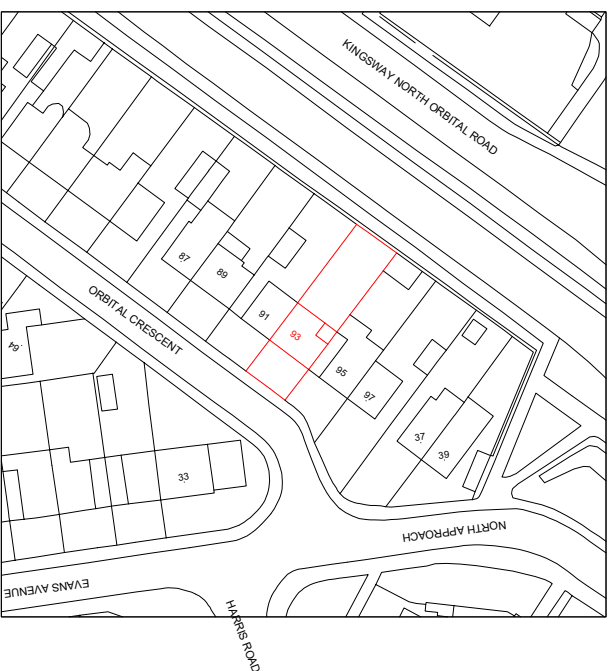 KINGSWAY NORTH ORBITAL ROAD
87
89
ORBITAL CRESCENT
91
93
95
97
64
37
39
33
NORTH APPROACH
EVANS AVENUE
HARRIS ROAD